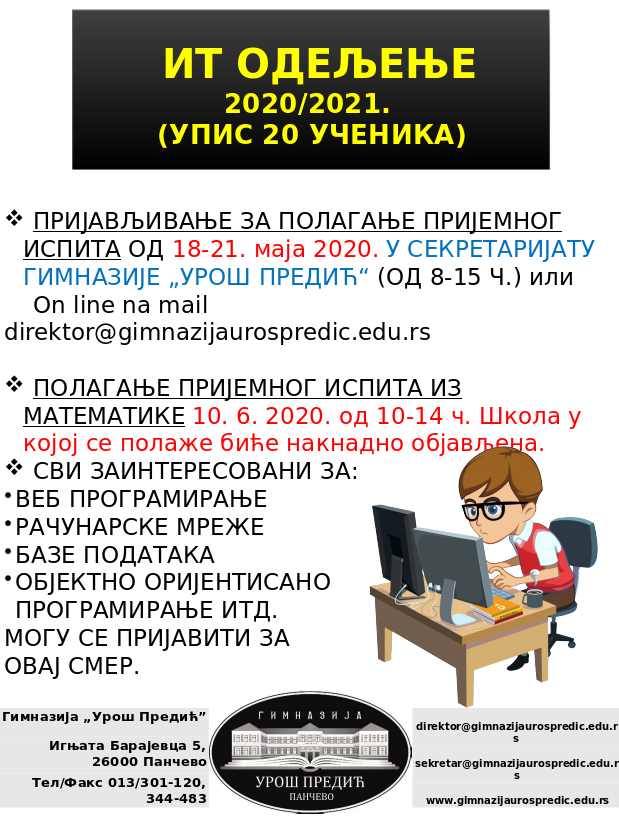 ИТ ОДЕЉЕЊЕ
2020/2021.
(УПИС 20 УЧЕНИКА)
❖ ПРИЈАВЉИВАЊЕ ЗА ПОЛАГАЊЕ ПРИЈЕМНОГ
ИСПИТА ОД 18-21. маја 2020. У СЕКРЕТАРИЈАТУ
ГИМНАЗИЈЕ „УРОШ ПРЕДИЋ“ (ОД 8-15 Ч.) или
On line na mail
direktor@gimnazijaurospredic.edu.rs
❖ ПОЛАГАЊЕ ПРИЈЕМНОГ ИСПИТА ИЗ
МАТЕМАТИКЕ 10. 6. 2020. од 10-14 ч. Школа у
којој се полаже биће накнадно објављена.
❖ СВИ ЗАИНТЕРЕСОВАНИ ЗА:
•ВЕБ ПРОГРАМИРАЊЕ
•РАЧУНАРСКЕ МРЕЖЕ
•БАЗЕ ПОДАТАКА
•ОБЈЕКТНО ОРИЈЕНТИСАНО
ПРОГРАМИРАЊЕ ИТД.
МОГУ СЕ ПРИЈАВИТИ ЗА
ОВАЈ СМЕР.
Гимназија „Урош Предић”
Игњата Барајевца 5,
26000 Панчево
Тел/Факс 013/301-120,
344-483
ГИМНАЗИЈА
УРОШ ПРЕДИЋ
ПАНЧЕВО
direktor@gimnazijaurospredic.edu.r
s
sekretar@gimnazijaurospredic.edu.r
s
www.gimnazijaurospredic.edu.rs